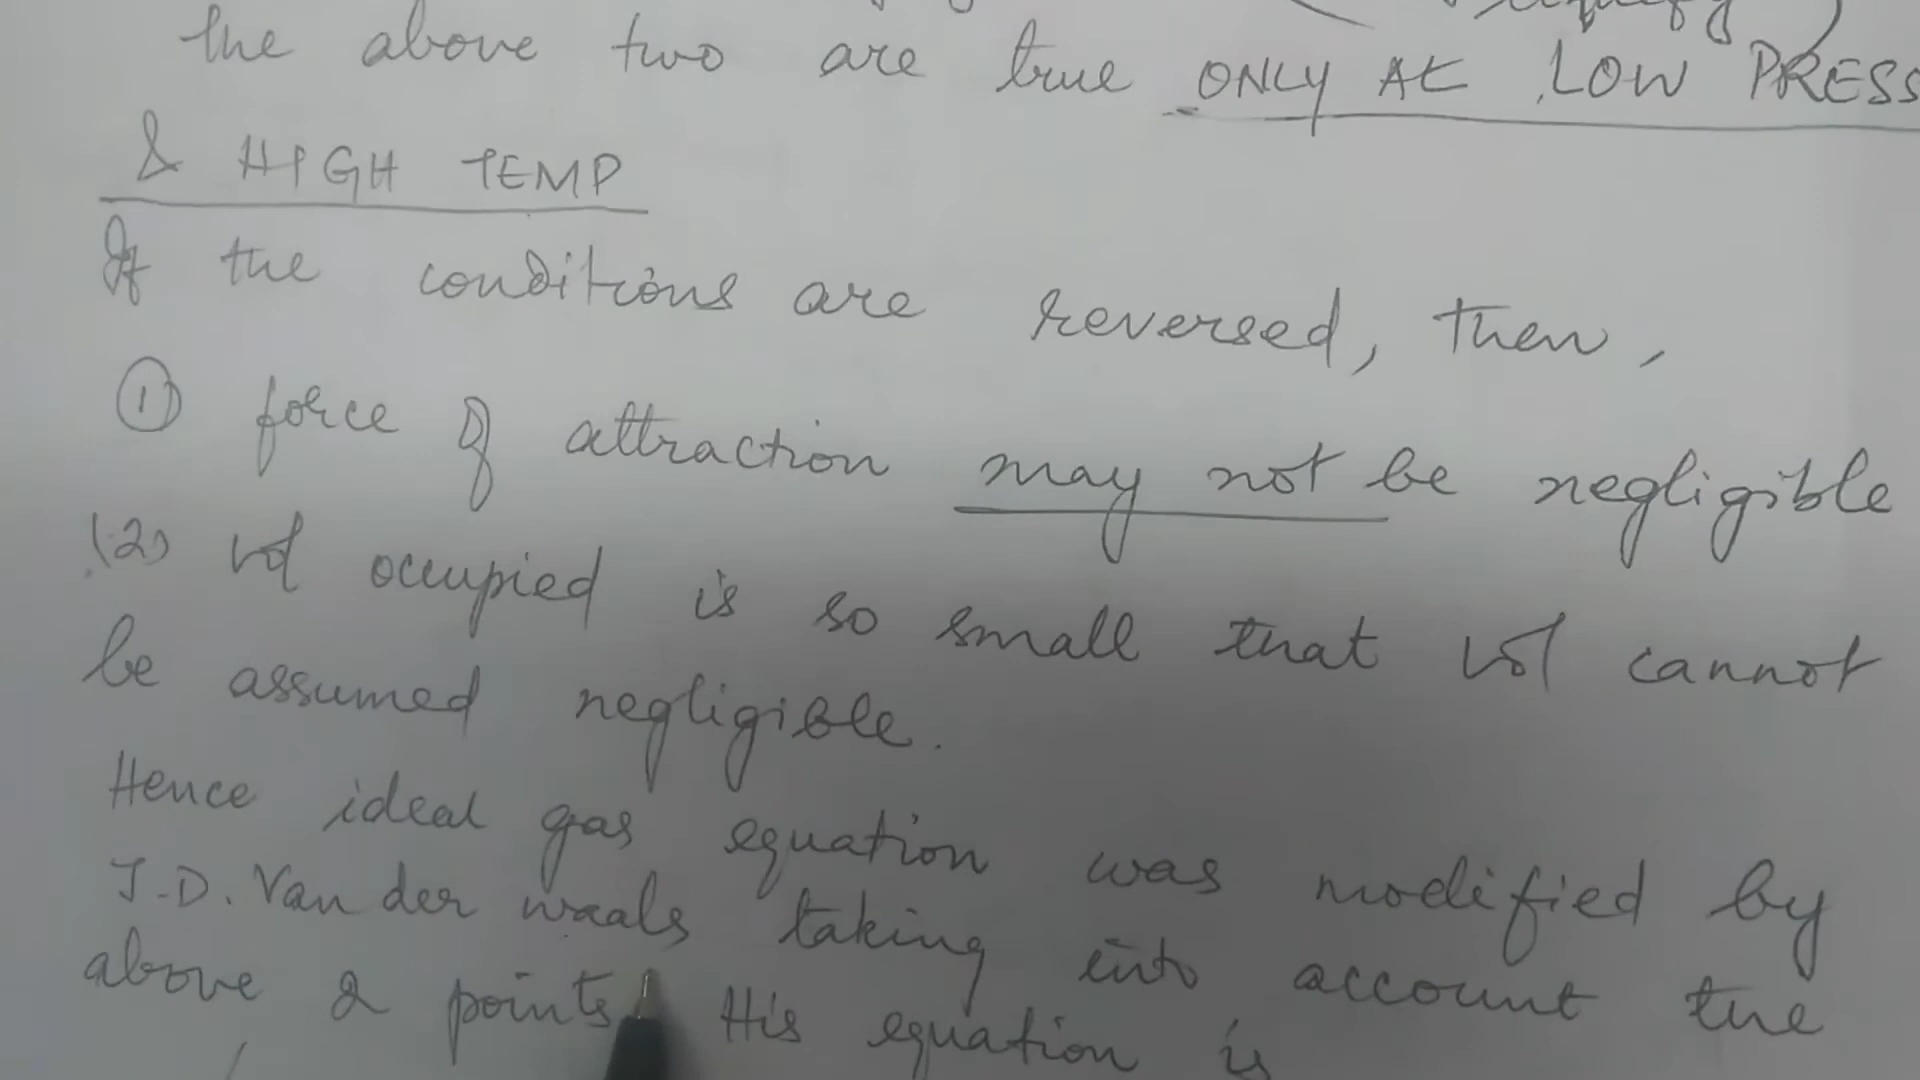 the above two are true ONLY At LOW PRESS
& HIGH TEMP
If the conditions are reversed, then,
① force of attraction may not be negligible
(2) vol occupied is so small that vol cannot
be assumed negligible.
Hence ideal gas equation was modified by
J.D. Van der waals taking into account the
above 2 points His equation is